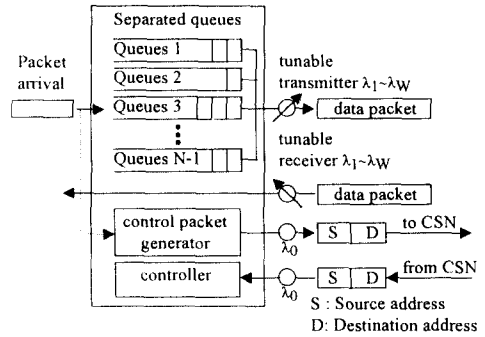 Separated queues
Packet
arrival
Queues 1
Queues 2
Queues 3
Queues N-1
tunable
transmitter λ1~λW
data packet
tunable
receiver λ1~λW
data packet
control packet
generator
λ0
S D
to CSN
controller
λ0
S D
from CSN
S : Source address
D: Destination address